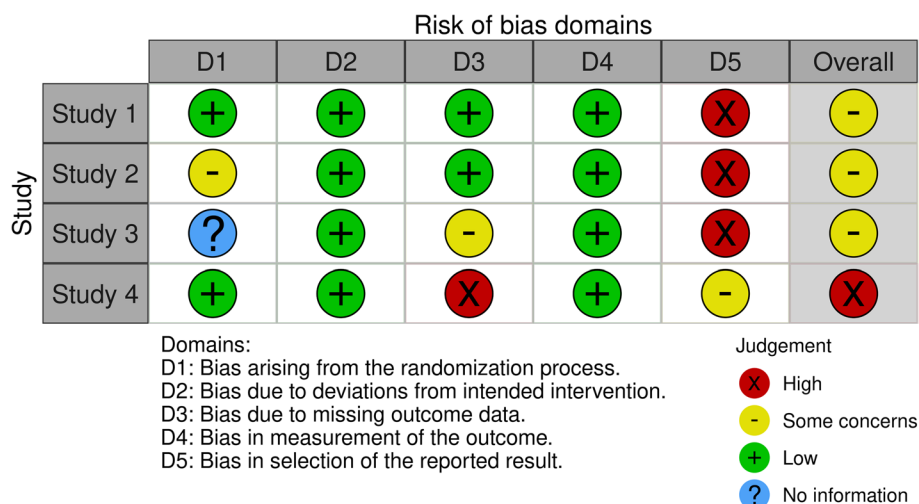 Risk of bias domains
D1 D2 D3 D4 D5 Overall
Study
Study 1 + + + + X -
Study 2 - + + + X -
Study 3 ? + - + X -
Study 4 + + X + - X
Domains:
D1: Bias arising from the randomization process.
D2: Bias due to deviations from intended intervention.
D3: Bias due to missing outcome data.
D4: Bias in measurement of the outcome.
D5: Bias in selection of the reported result.
Judgement
X High
- Some concerns
+ Low
? No information